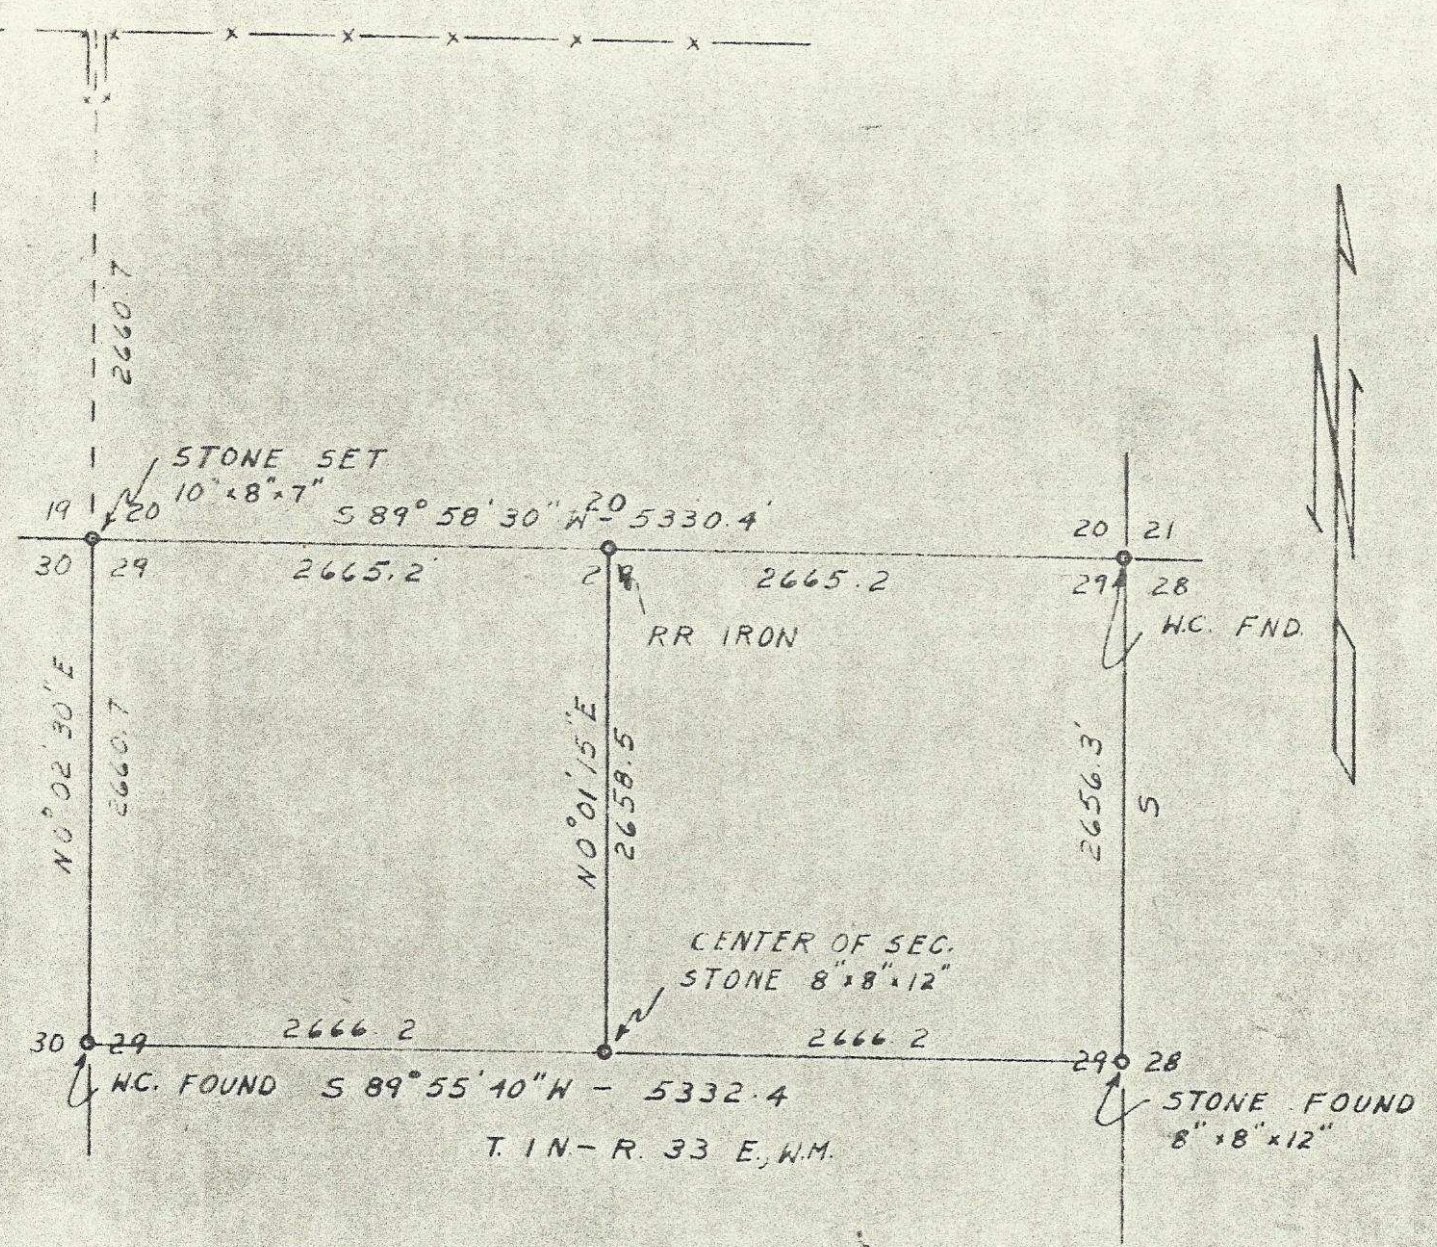 2660.7
STONE SET
10" x 8" x 7"
19 20
S 89° 58' 30" W - 5330.4'
20
20 21
30 29
2665.2
29
2665.2
29 28
RR IRON
W.C. FND.
N 0° 02' 30" E
2660.7
N 0° 01' 15" E
2658.5
2656.3'
S
N
CENTER OF SEC.
STONE 8" x 8" x 12"
30 29
2666.2
2666.2
29 28
W.C. FOUND
S 89° 55' 40" W - 5332.4
STONE FOUND
8" x 8" x 12"
T. 1 N - R. 33 E., W.M.